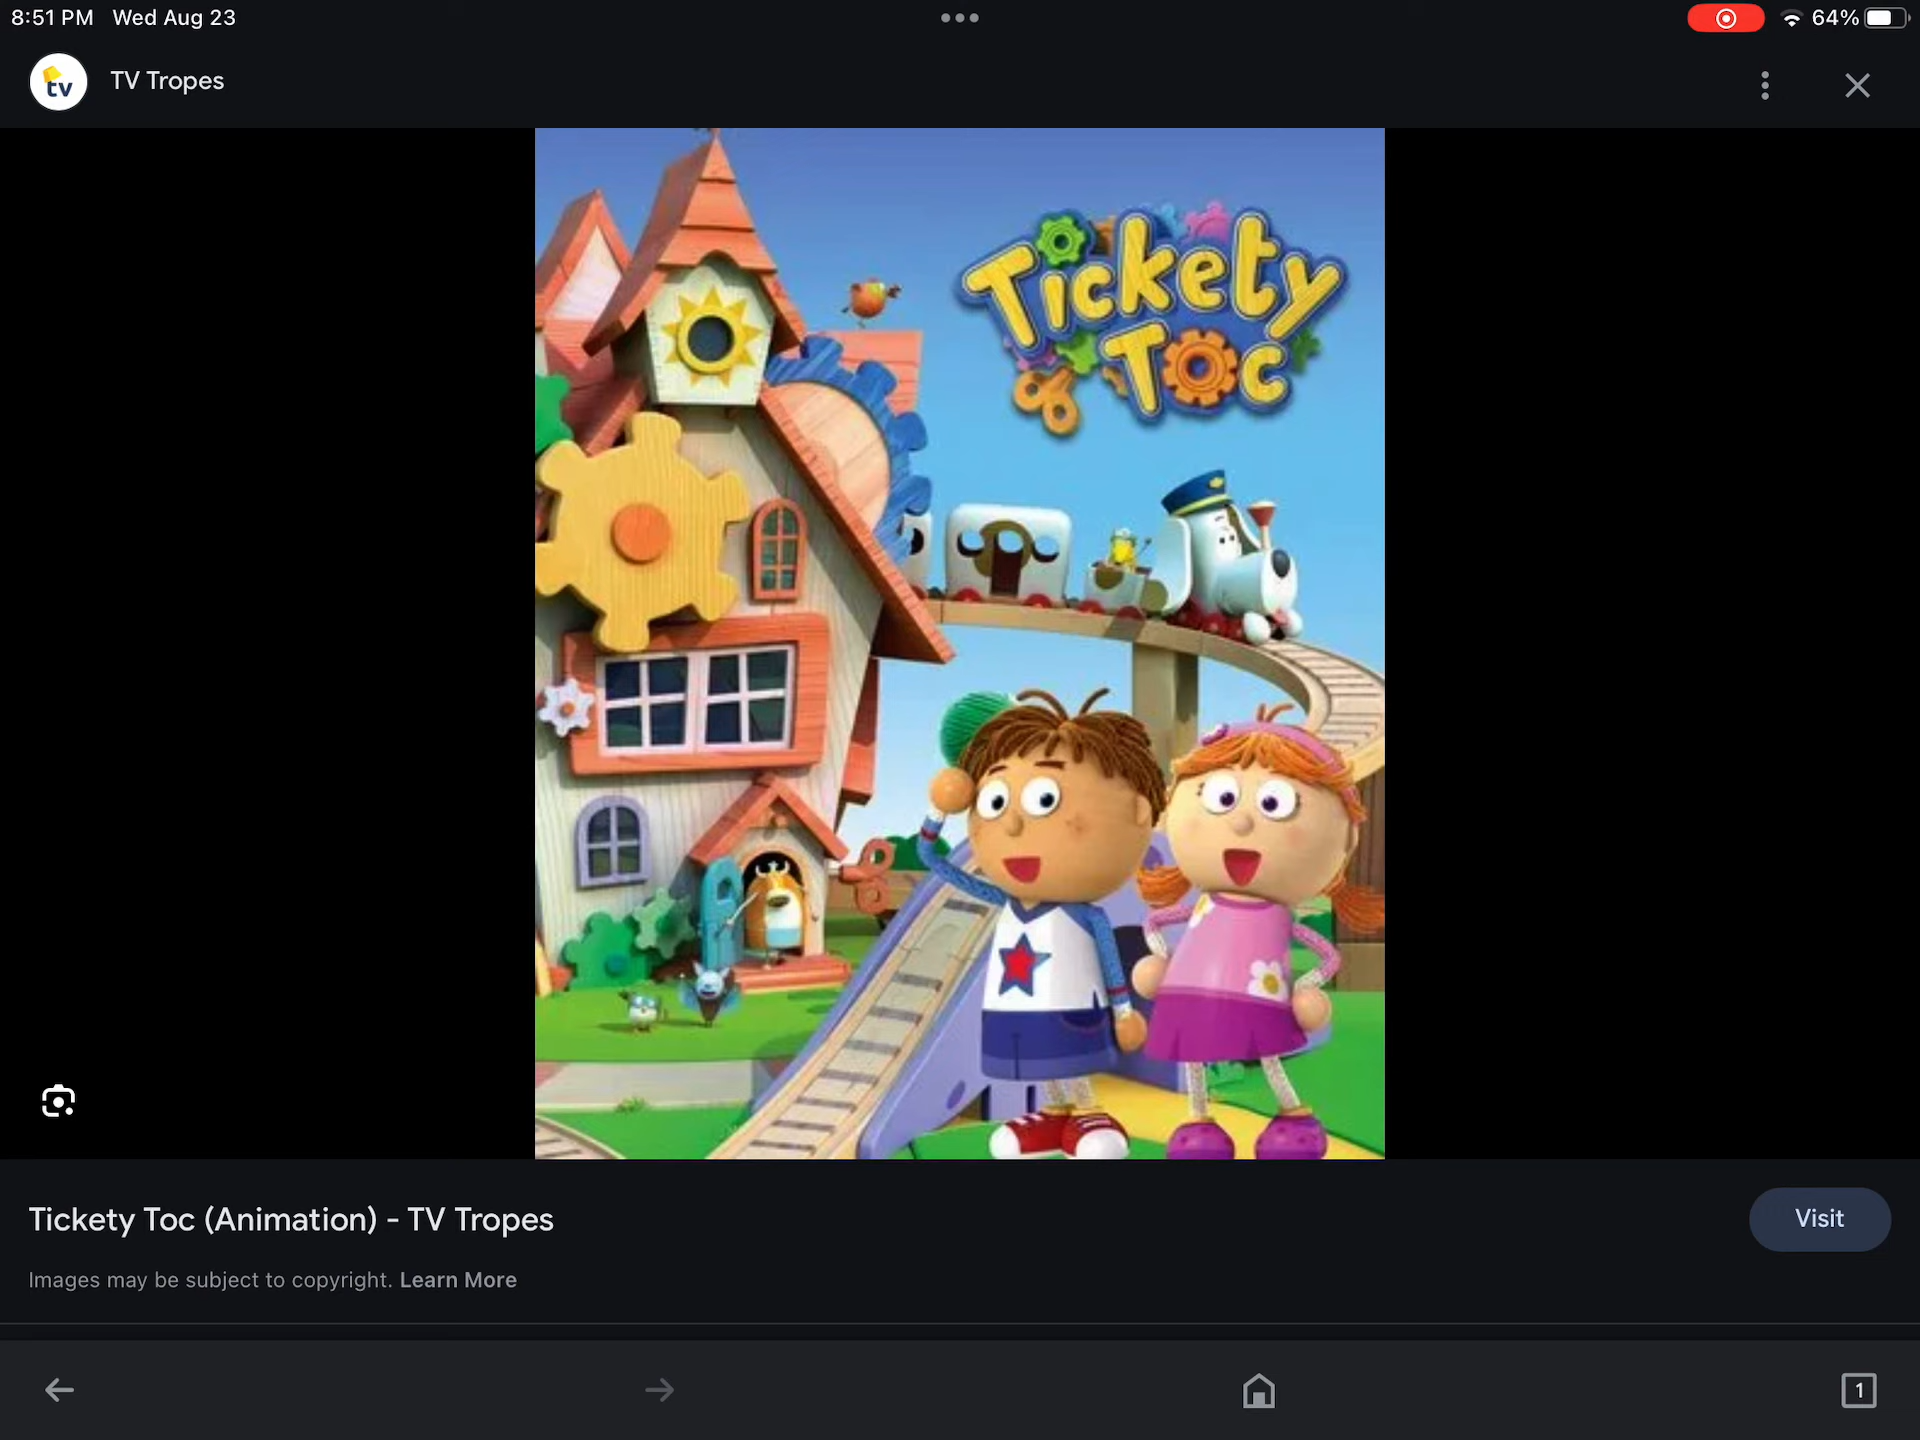 8:51 PM Wed Aug 23
64%
tv
TV Tropes
Tickety
Toc
Tickety Toc (Animation) - TV Tropes
Visit
Images may be subject to copyright. Learn More
1